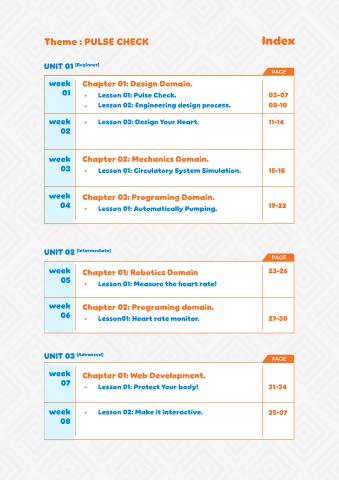 Theme : PULSE CHECK
Index
UNIT 01 [Beginner]
PAGE
week 01
Chapter 01: Design Domain.
• Lesson 01: Pulse Check. 03-07
• Lesson 02: Engineering design process. 08-10
week 02
• Lesson 03: Design Your Heart. 11-14
week 03
Chapter 02: Mechanics Domain.
• Lesson 01: Circulatory System Simulation. 15-18
week 04
Chapter 03: Programing Domain.
• Lesson 01: Automatically Pumping. 19-22
UNIT 02 [Intermediate]
PAGE
week 05
Chapter 01: Robotics Domain 23-26
• Lesson 01: Measure the heart rate!
week 06
Chapter 02: Programing domain.
• Lesson01: Heart rate monitor. 27-30
UNIT 03 [Advanced]
PAGE
week 07
Chapter 01: Web Development.
• Lesson 01: Protect Your body! 31-34
week 08
• Lesson 02: Make it interactive. 35-37